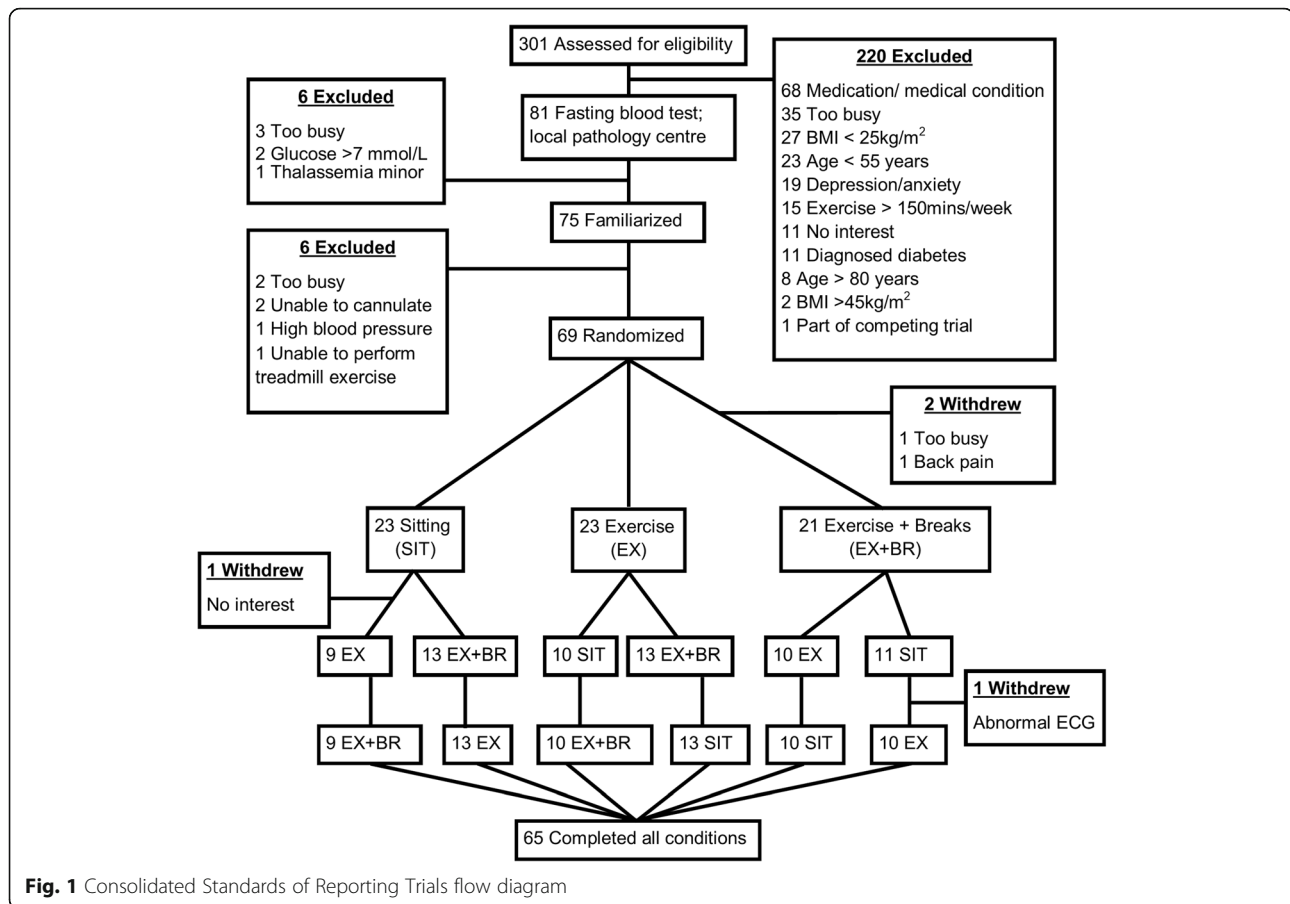 301 Assessed for eligibility
220 Excluded
68 Medication/ medical condition
35 Too busy
27 BMI < 25kg/m²
23 Age < 55 years
19 Depression/anxiety
15 Exercise > 150mins/week
11 No interest
11 Diagnosed diabetes
8 Age > 80 years
2 BMI >45kg/m²
1 Part of competing trial
6 Excluded
3 Too busy
2 Glucose >7 mmol/L
1 Thalassemia minor
81 Fasting blood test;
local pathology centre
75 Familiarized
6 Excluded
2 Too busy
2 Unable to cannulate
1 High blood pressure
1 Unable to perform
treadmill exercise
69 Randomized
2 Withdrew
1 Too busy
1 Back pain
23 Sitting
(SIT)
23 Exercise
(EX)
21 Exercise + Breaks
(EX+BR)
1 Withdrew
No interest
9 EX
13 EX+BR
10 SIT
13 EX+BR
10 EX
11 SIT
1 Withdrew
Abnormal ECG
9 EX+BR
13 EX
10 EX+BR
13 SIT
10 SIT
10 EX
65 Completed all conditions
Fig. 1 Consolidated Standards of Reporting Trials flow diagram